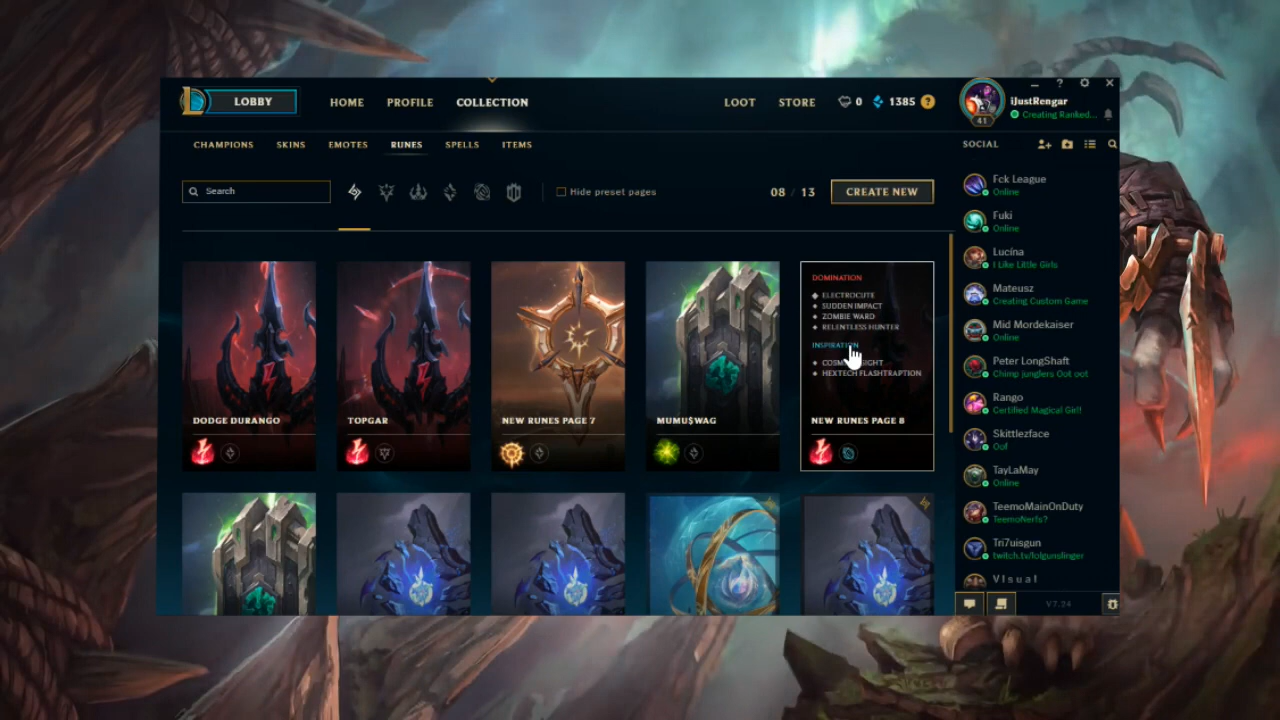 LOBBY
HOME
PROFILE
COLLECTION
LOOT
STORE
0
1385
?
?
41
iJustRengar
Creating Ranked...
CHAMPIONS
SKINS
EMOTES
RUNES
SPELLS
ITEMS
SOCIAL
Search
Hide preset pages
08 / 13
CREATE NEW
DODGE DURANGO
TOPGAR
NEW RUNES PAGE 7
MUMU$WAG
DOMINATION
ELECTROCUTE
SUDDEN IMPACT
ZOMBIE WARD
RELENTLESS HUNTER
INSPIRATION
HEXTECH FLASHTRAPTION
NEW RUNES PAGE 8
Fck League
Online
Fuki
Online
Lucína
I Like Little Girls
Mateusz
Creating Custom Game
Mid Mordekaiser
Online
Peter LongShaft
Chimp junglers Oot oot
Rango
Certified Magical Girl!
Skittlezface
Oof
TayLaMay
Online
TeemoMainOnDuty
TeemoNerfs?
Tri7uisgun
twitch.tv/lolgunslinger
V I s u a l
V7.24